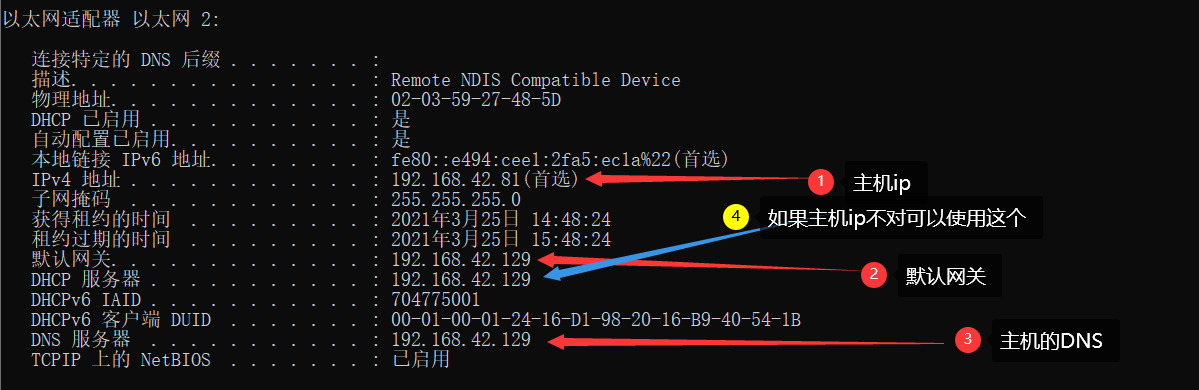 以太网适配器 以太网 2:
连接特定的 DNS 后缀 . . . . . . . :
描述. . . . . . . . . . . . . . . : Remote NDIS Compatible Device
物理地址. . . . . . . . . . . . . : 02-03-59-27-48-5D
DHCP 已启用 . . . . . . . . . . . : 是
自动配置已启用. . . . . . . . . . : 是
本地链接 IPv6 地址. . . . . . . . : fe80::e494:cee1:2fa5:ec1a%22(首选)
IPv4 地址 . . . . . . . . . . . . : 192.168.42.81(首选)
1 主机ip
子网掩码 . . . . . . . . . . . . : 255.255.255.0
获得租约的时间 . . . . . . . . . : 2021年3月25日 14:48:24
4 如果主机ip不对可以使用这个
租约过期的时间 . . . . . . . . . : 2021年3月25日 15:48:24
默认网关. . . . . . . . . . . . . : 192.168.42.129
2 默认网关
DHCP 服务器 . . . . . . . . . . . : 192.168.42.129
DHCPv6 IAID . . . . . . . . . . . : 704775001
DHCPv6 客户端 DUID . . . . . . . : 00-01-00-01-24-16-D1-98-20-16-B9-40-54-1B
DNS 服务器 . . . . . . . . . . . : 192.168.42.129
3 主机的DNS
TCPIP 上的 NetBIOS . . . . . . . : 已启用